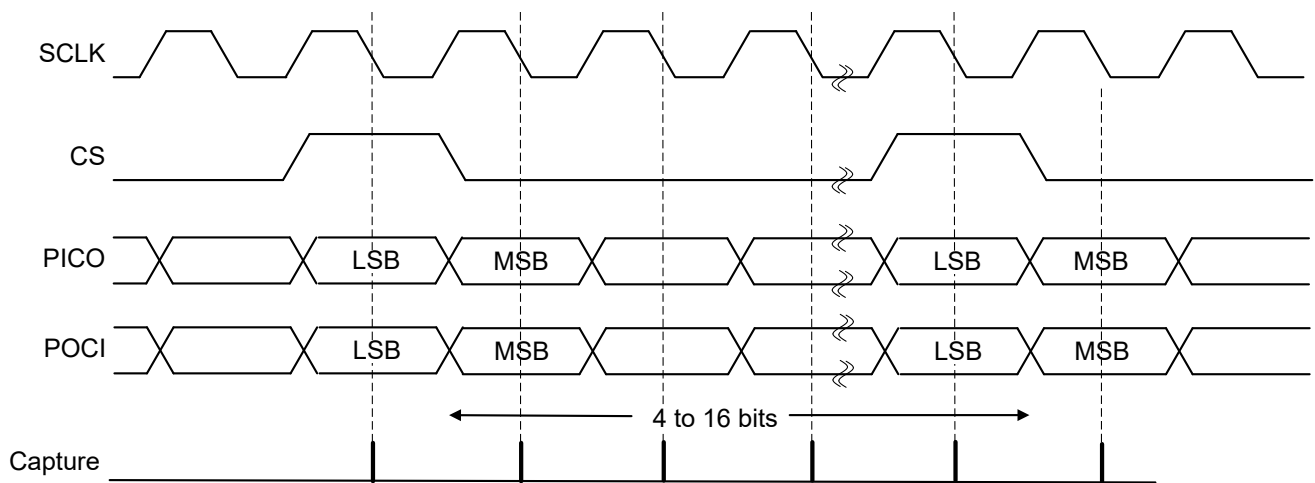 SCLK
CS
PICO LSB MSB LSB MSB
POCI LSB MSB LSB MSB
4 to 16 bits
Capture